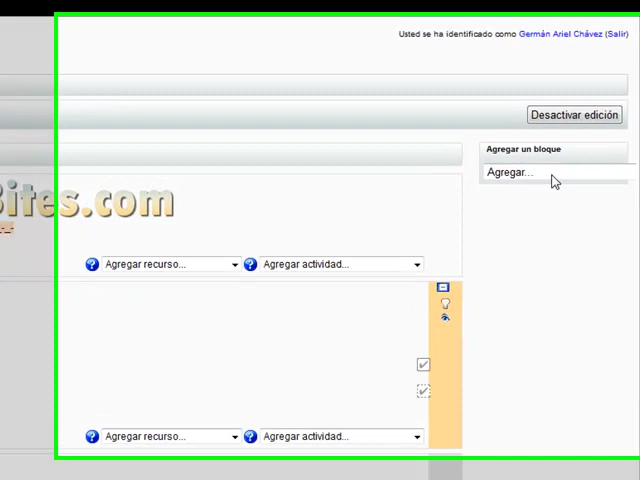 Usted se ha identificado como Germán Ariel Chávez (Salir)
Desactivar edición
Agregar un bloque
Agregar...
Bites.com
Agregar recurso... Agregar actividad...
Agregar recurso... Agregar actividad...